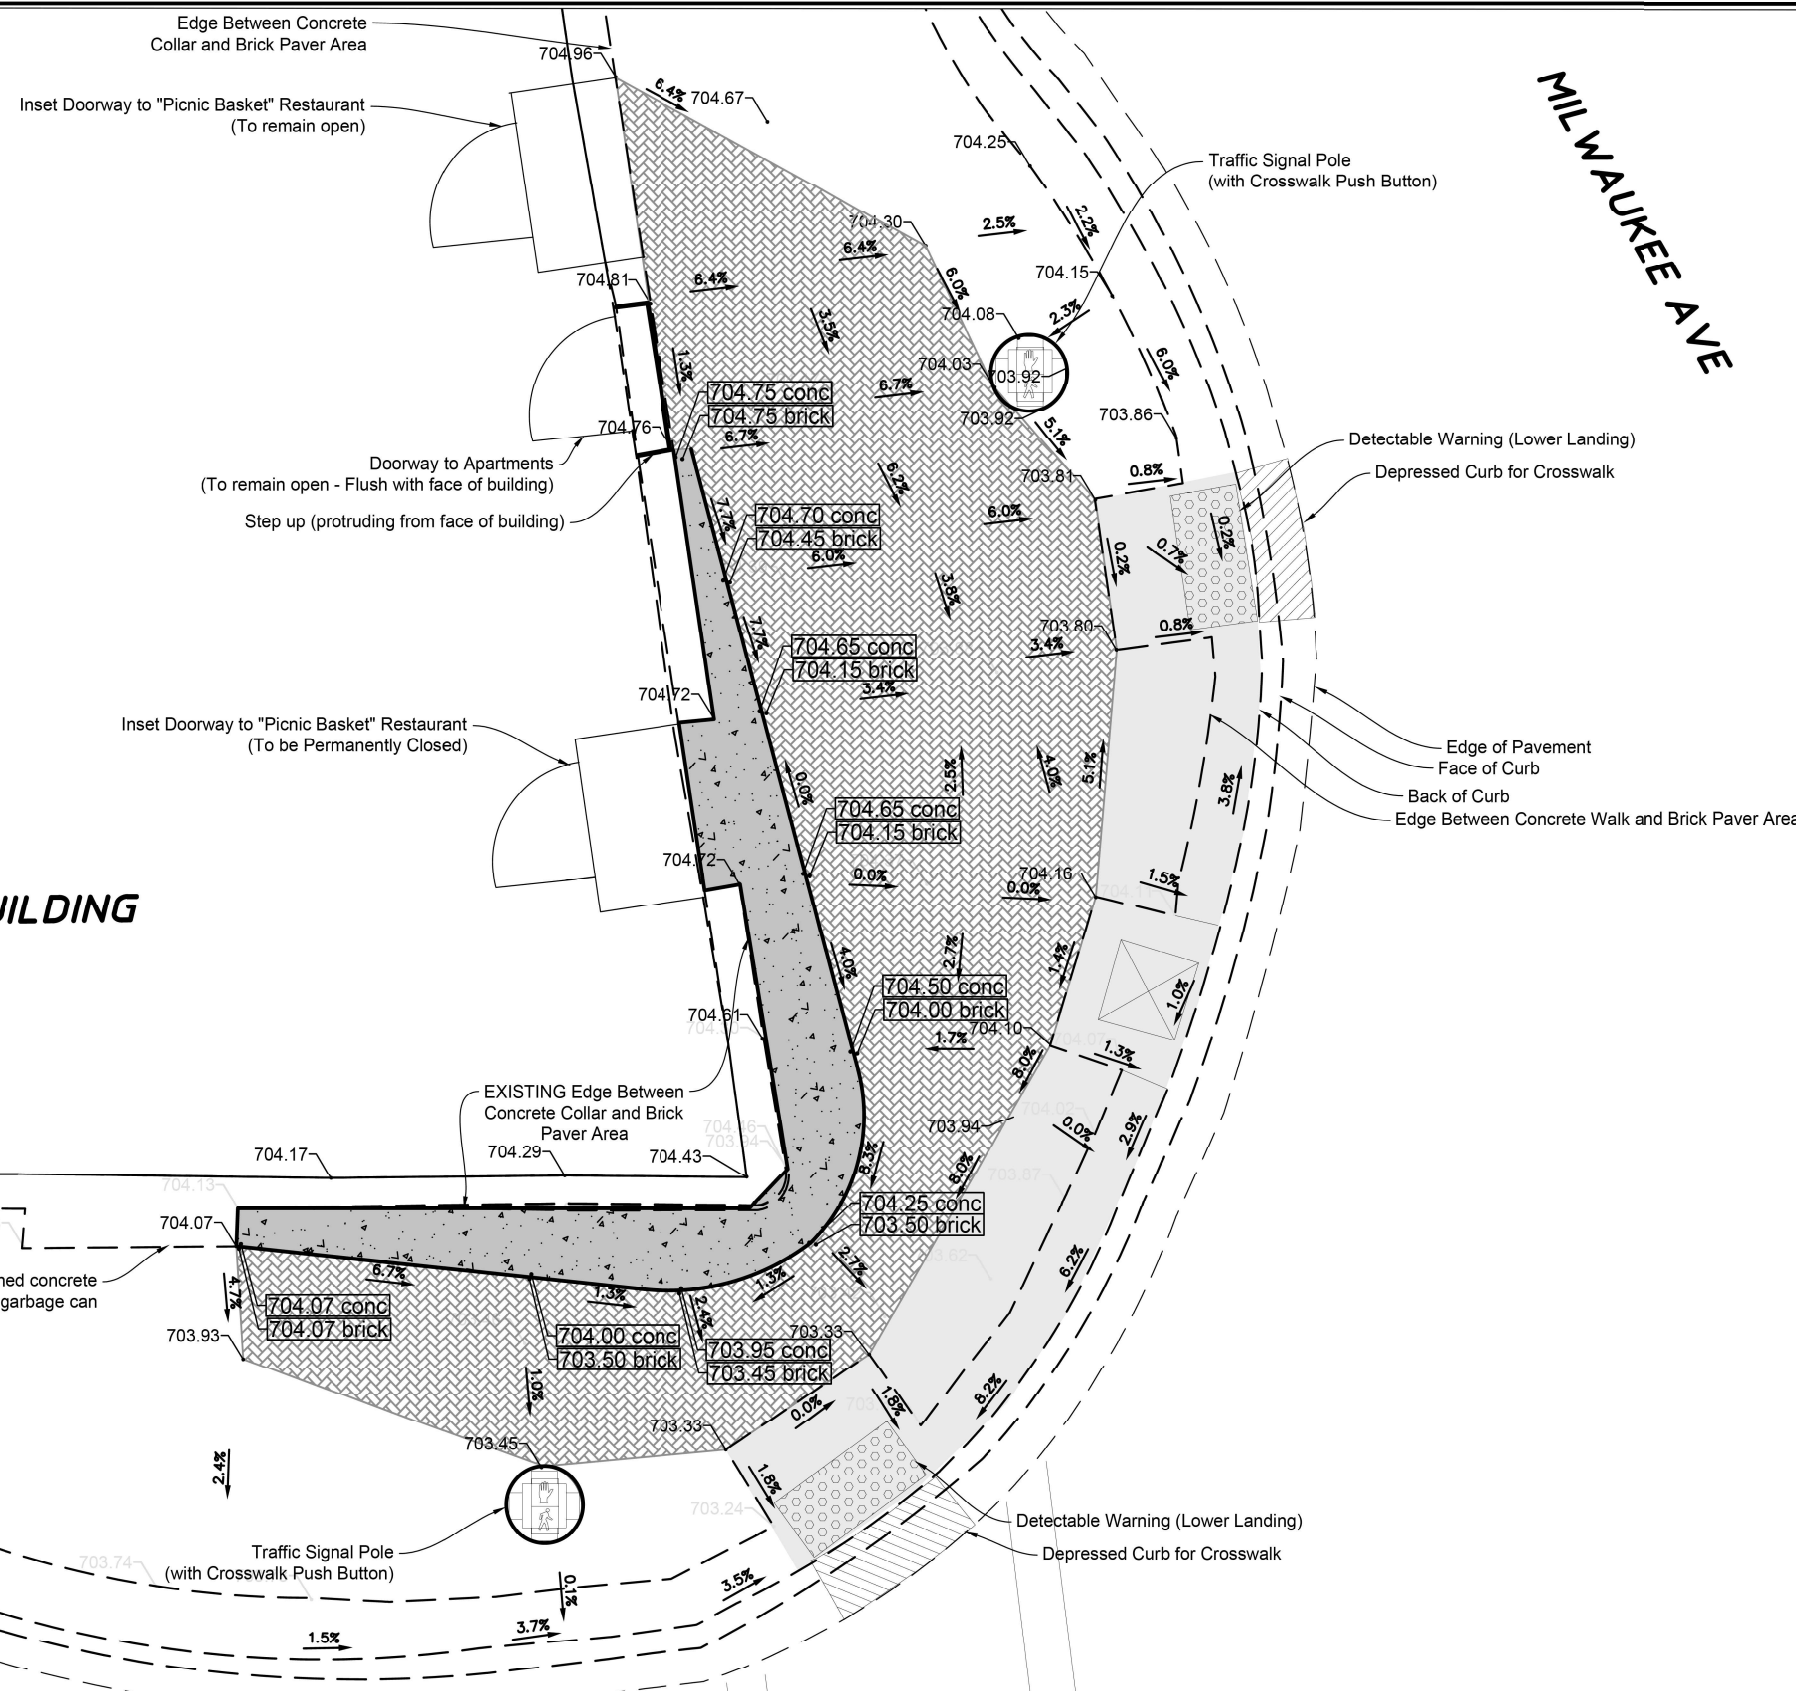 Edge Between Concrete
Collar and Brick Paver Area
704.96
6.4%
704.67
MILWAUKEE AVE
Inset Doorway to "Picnic Basket" Restaurant
(To remain open)
704.25
Traffic Signal Pole
(with Crosswalk Push Button)
704.30
2.5%
2.2%
6.4%
704.81
6.4%
6.0%
704.15
3.5%
704.08
2.3%
1.3%
704.03
703.92
6.0%
704.75 conc
704.75 brick
6.7%
703.92
703.86
704.76
6.7%
5.1%
Detectable Warning (Lower Landing)
Doorway to Apartments
(To remain open - Flush with face of building)
6.2%
703.81
0.8%
Depressed Curb for Crosswalk
Step up (protruding from face of building)
7.7%
704.70 conc
704.45 brick
6.0%
6.0%
0.2%
0.7%
0.2%
3.8%
7.7%
704.65 conc
704.15 brick
703.80
0.8%
3.4%
3.4%
704.72
Inset Doorway to "Picnic Basket" Restaurant
(To be Permanently Closed)
0.0%
2.5%
4.0%
5.1%
3.8%
Edge of Pavement
Face of Curb
Back of Curb
Edge Between Concrete Walk and Brick Paver Area
704.65 conc
704.15 brick
704.72
0.0%
0.0%
704.16
1.5%
ILDING
4.0%
2.7%
1.4%
704.50 conc
704.00 brick
1.0%
704.61
1.7%
704.10
704.07
1.3%
8.0%
EXISTING Edge Between
Concrete Collar and Brick
Paver Area
704.02
703.94
0.0%
2.9%
704.46
703.94
704.17
704.29
704.43
8.3%
8.0%
703.87
704.13
704.07
704.25 conc
703.50 brick
2.7%
6.2%
ned concrete
garbage can
4.7%
6.7%
1.3%
1.3%
704.07 conc
704.07 brick
2.4%
703.93
704.00 conc
703.50 brick
703.95 conc
703.45 brick
703.33
1.0%
0.0%
1.8%
8.2%
703.33
703.45
2.4%
1.8%
703.24
Detectable Warning (Lower Landing)
Depressed Curb for Crosswalk
Traffic Signal Pole
(with Crosswalk Push Button)
703.74
0.1%
3.5%
3.7%
1.5%